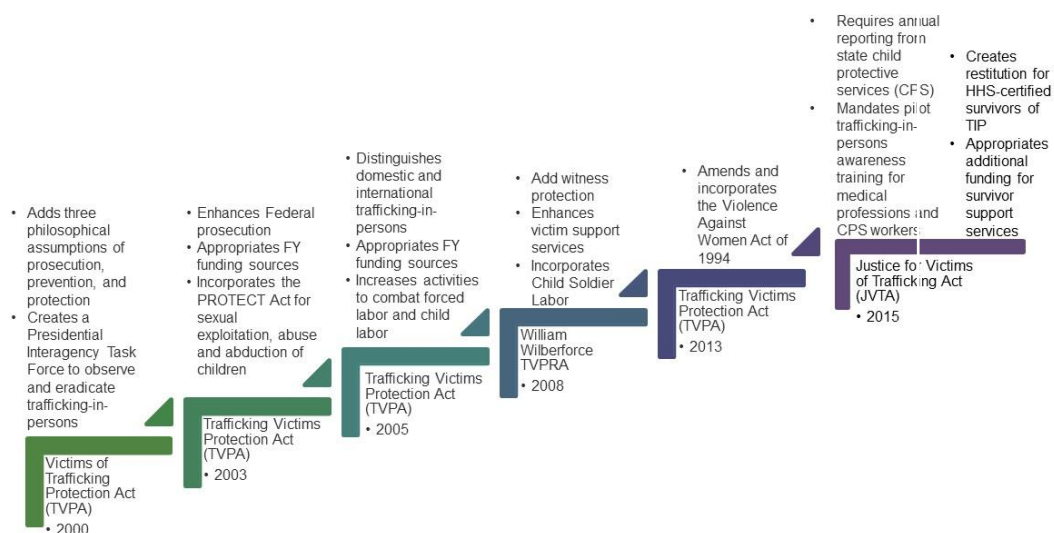 • Adds three
philosophical
assumptions of
prosecution,
prevention, and
protection
• Creates a
Presidential
Interagency Task
Force to observe
and eradicate
trafficking-in-
persons
Victims of
Trafficking
Protection Act
(TVPA)
• 2000
• Enhances Federal
prosecution
• Appropriates FY
funding sources
• Incorporates the
PROTECT Act for
sexual
exploitation, abuse
and abduction of
children
Trafficking Victims
Protection Act
(TVPA)
• 2003
• Distinguishes
domestic and
international
trafficking-in-
persons
• Appropriates FY
funding sources
• Increases activities
to combat forced
labor and child
labor
Trafficking Victims
Protection Act
(TVPA)
• 2005
• Add witness
protection
• Enhances
victim support
services
• Incorporates
Child Soldier
Labor
William
Wilberforce
TVPRA
• 2008
• Amends and
incorporates
the Violence
Against
Women Act of
1994
Trafficking Victims
Protection Act
(TVPA)
• 2013
• Requires annual
reporting from
state child
protective
services (CPS)
• Mandates pilot
trafficking-in-
persons
awareness
training for
medical
professions and
CPS workers
• Creates
restitution for
HHS-certified
survivors of
TIP
• Appropriates
additional
funding for
survivor
support
services
Justice for Victims
of Trafficking Act
(JVTA)
• 2015